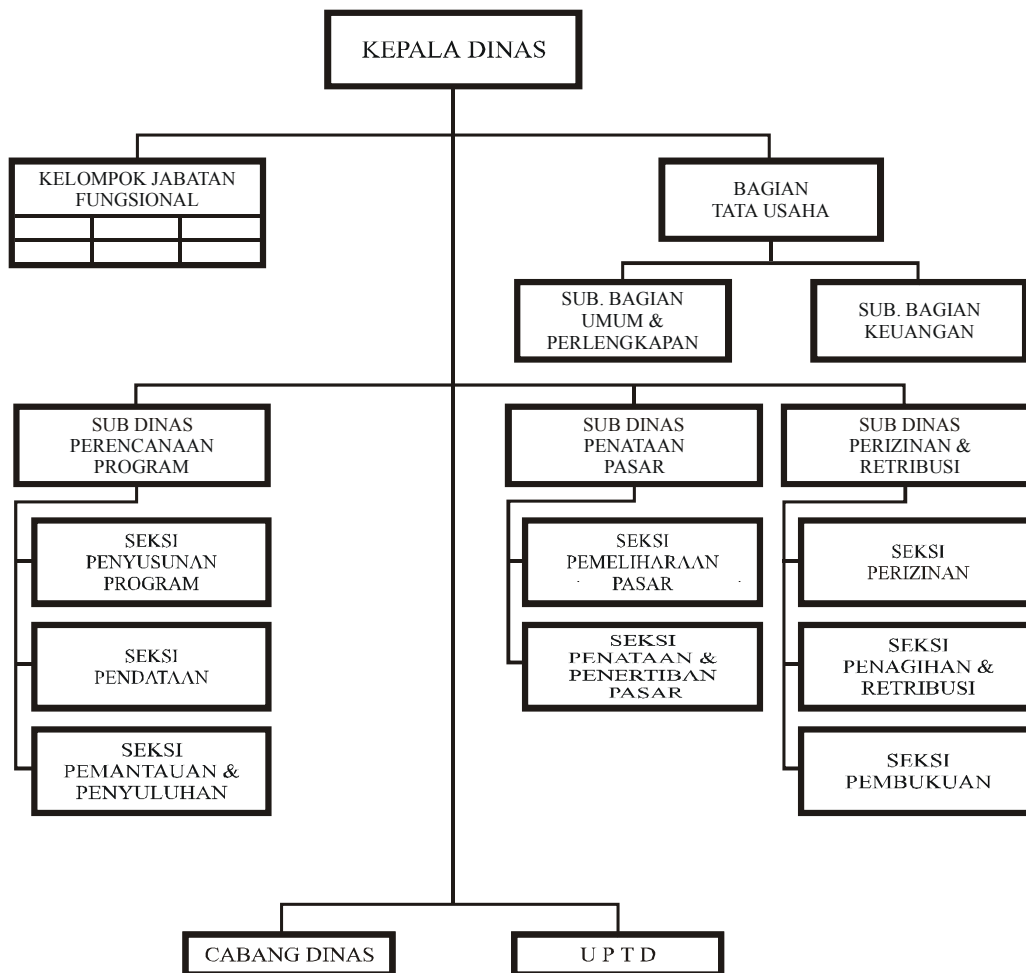 KEPALA DINAS
KELOMPOK JABATAN
FUNGSIONAL
BAGIAN
TATA USAHA
SUB. BAGIAN
UMUM &
PERLENGKAPAN
SUB. BAGIAN
KEUANGAN
SUB DINAS
PERENCANAAN
PROGRAM
SUB DINAS
PENATAAN
PASAR
SUB DINAS
PERIZINAN &
RETRIBUSI
SEKSI
PENYUSUNAN
PROGRAM
SEKSI
PENDATAAN
SEKSI
PEMANTAUAN &
PENYULUHAN
SEKSI
PEMELIHARAAN
PASAR
SEKSI
PENATAAN &
PENERTIBAN
PASAR
SEKSI
PERIZINAN
SEKSI
PENAGIHAN &
RETRIBUSI
SEKSI
PEMBUKUAN
CABANG DINAS
U P T D